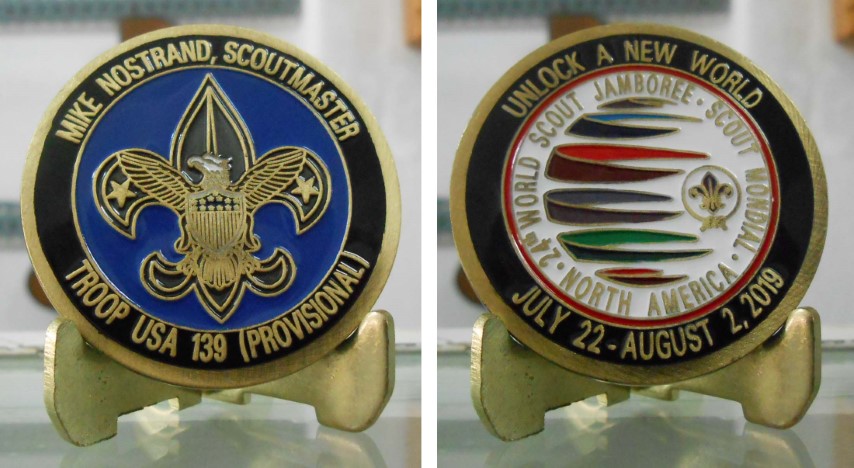 MIKE NOSTRAND, SCOUTMASTER
TROOP USA 139 (PROVISIONAL)
UNLOCK A NEW WORLD
• 24TH WORLD SCOUT JAMBOREE • SCOUT MONDIAL •
NORTH AMERICA
JULY 22-AUGUST 2, 2019